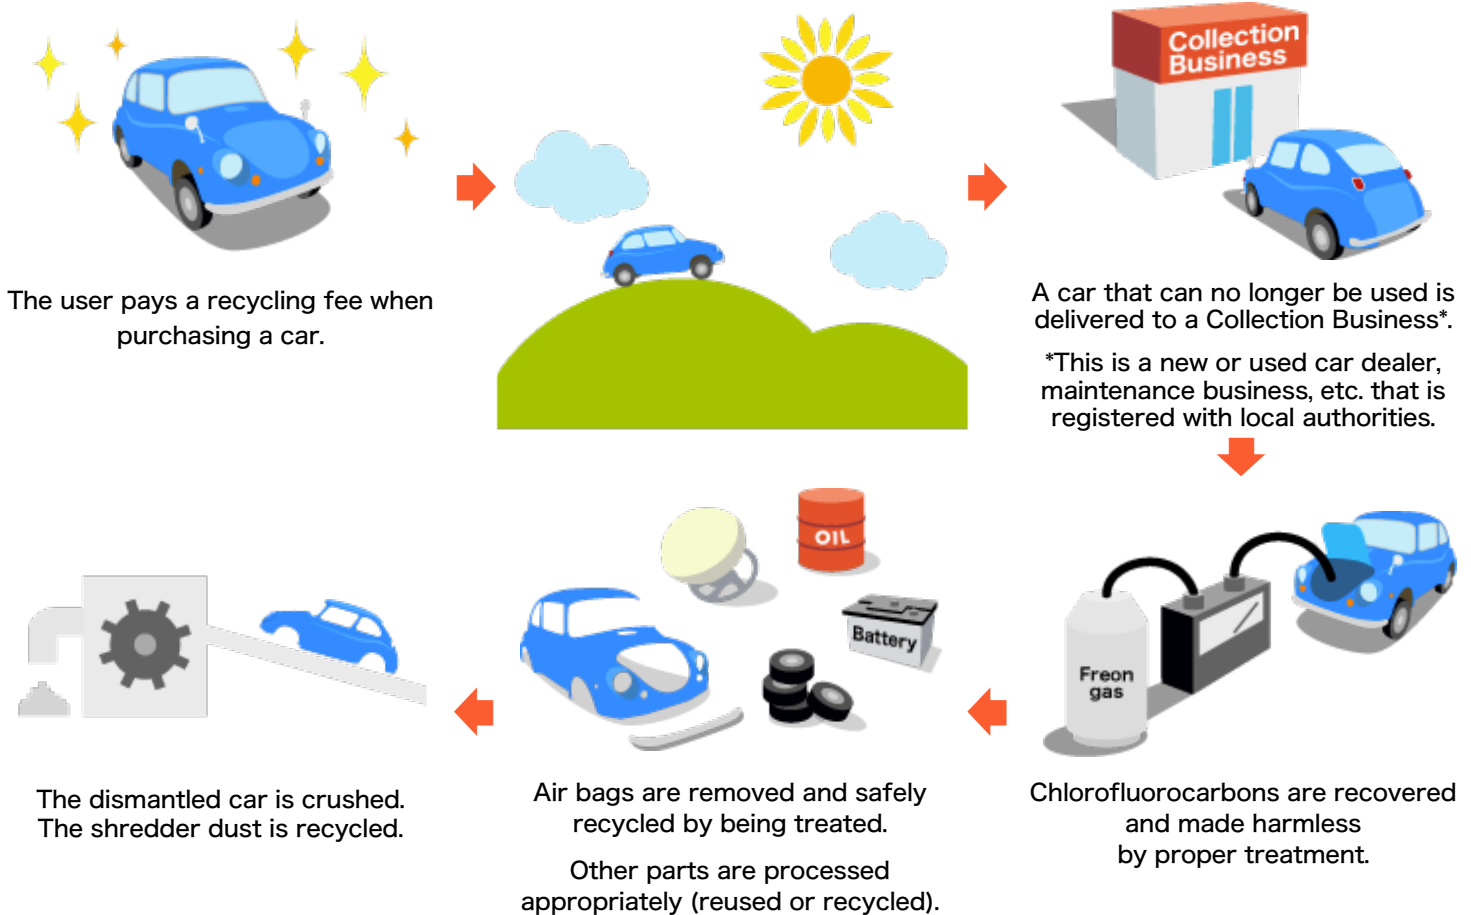 Collection
Business
The user pays a recycling fee when
purchasing a car.
A car that can no longer be used is
delivered to a Collection Business*.
*This is a new or used car dealer,
maintenance business, etc. that is
registered with local authorities.
Freon
gas
Chlorofluorocarbons are recovered
and made harmless
by proper treatment.
OIL
Battery
Air bags are removed and safely
recycled by being treated.
Other parts are processed
appropriately (reused or recycled).
The dismantled car is crushed.
The shredder dust is recycled.